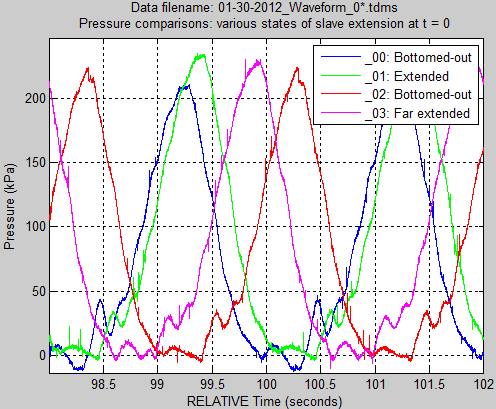 Data filename: 01-30-2012_Waveform_0*.tdms
Pressure comparisons: various states of slave extension at t = 0
_00: Bottomed-out
_01: Extended
_02: Bottomed-out
_03: Far extended
Pressure (kPa)
200
150
100
50
0
98.5 99 99.5 100 100.5 101 101.5 102
RELATIVE Time (seconds)